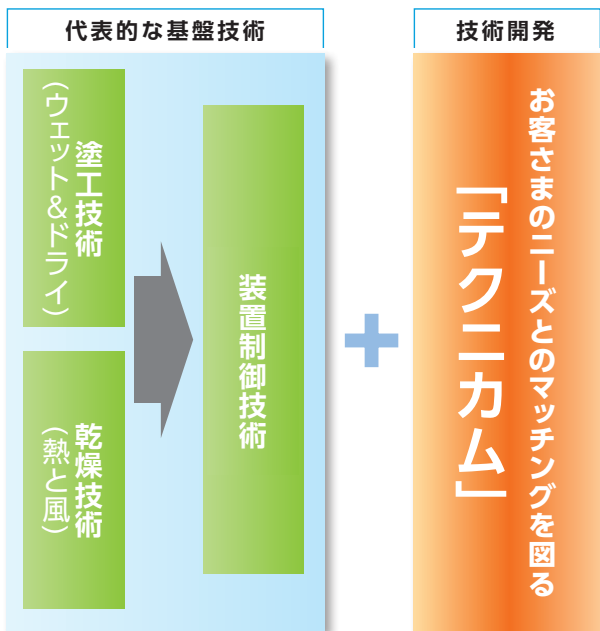 代表的な基盤技術
塗工技術
(ウェット&ドライ)
乾燥技術
(熱と風)
装置制御技術
技術開発
お客さまのニーズとのマッチングを図る
「テクニカム」